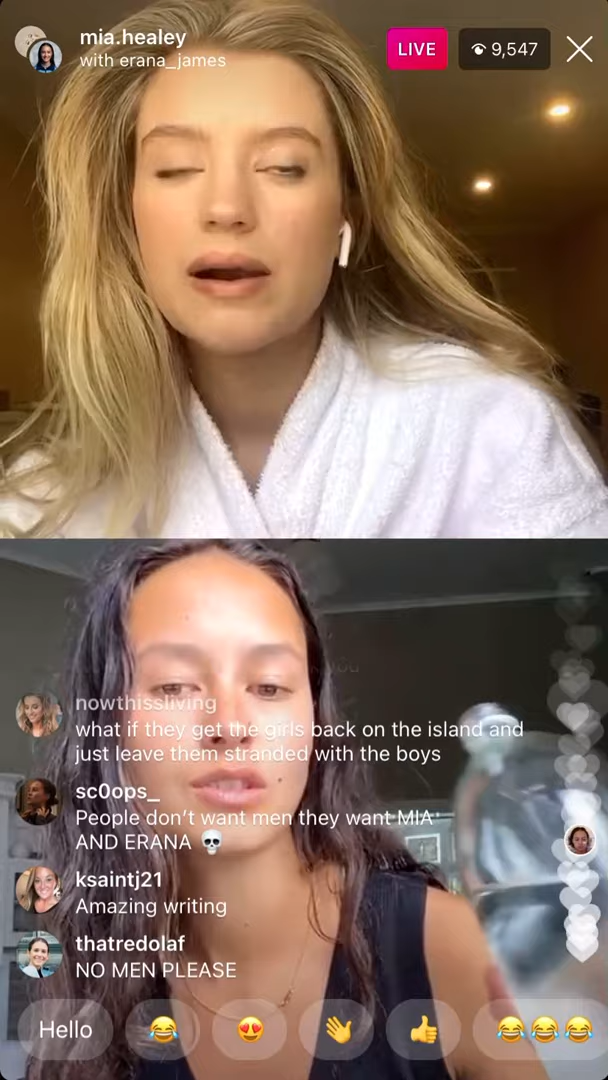 mia.healey
with erana_james
LIVE
9,547
nowthissliving
what if they get the girls back on the island and
just leave them stranded with the boys
sc0ops_
People don’t want men they want MIA
AND ERANA 💀
ksaintj21
Amazing writing
thatredolaf
NO MEN PLEASE
Hello 😂 😍 👋 👍 😂😂😂